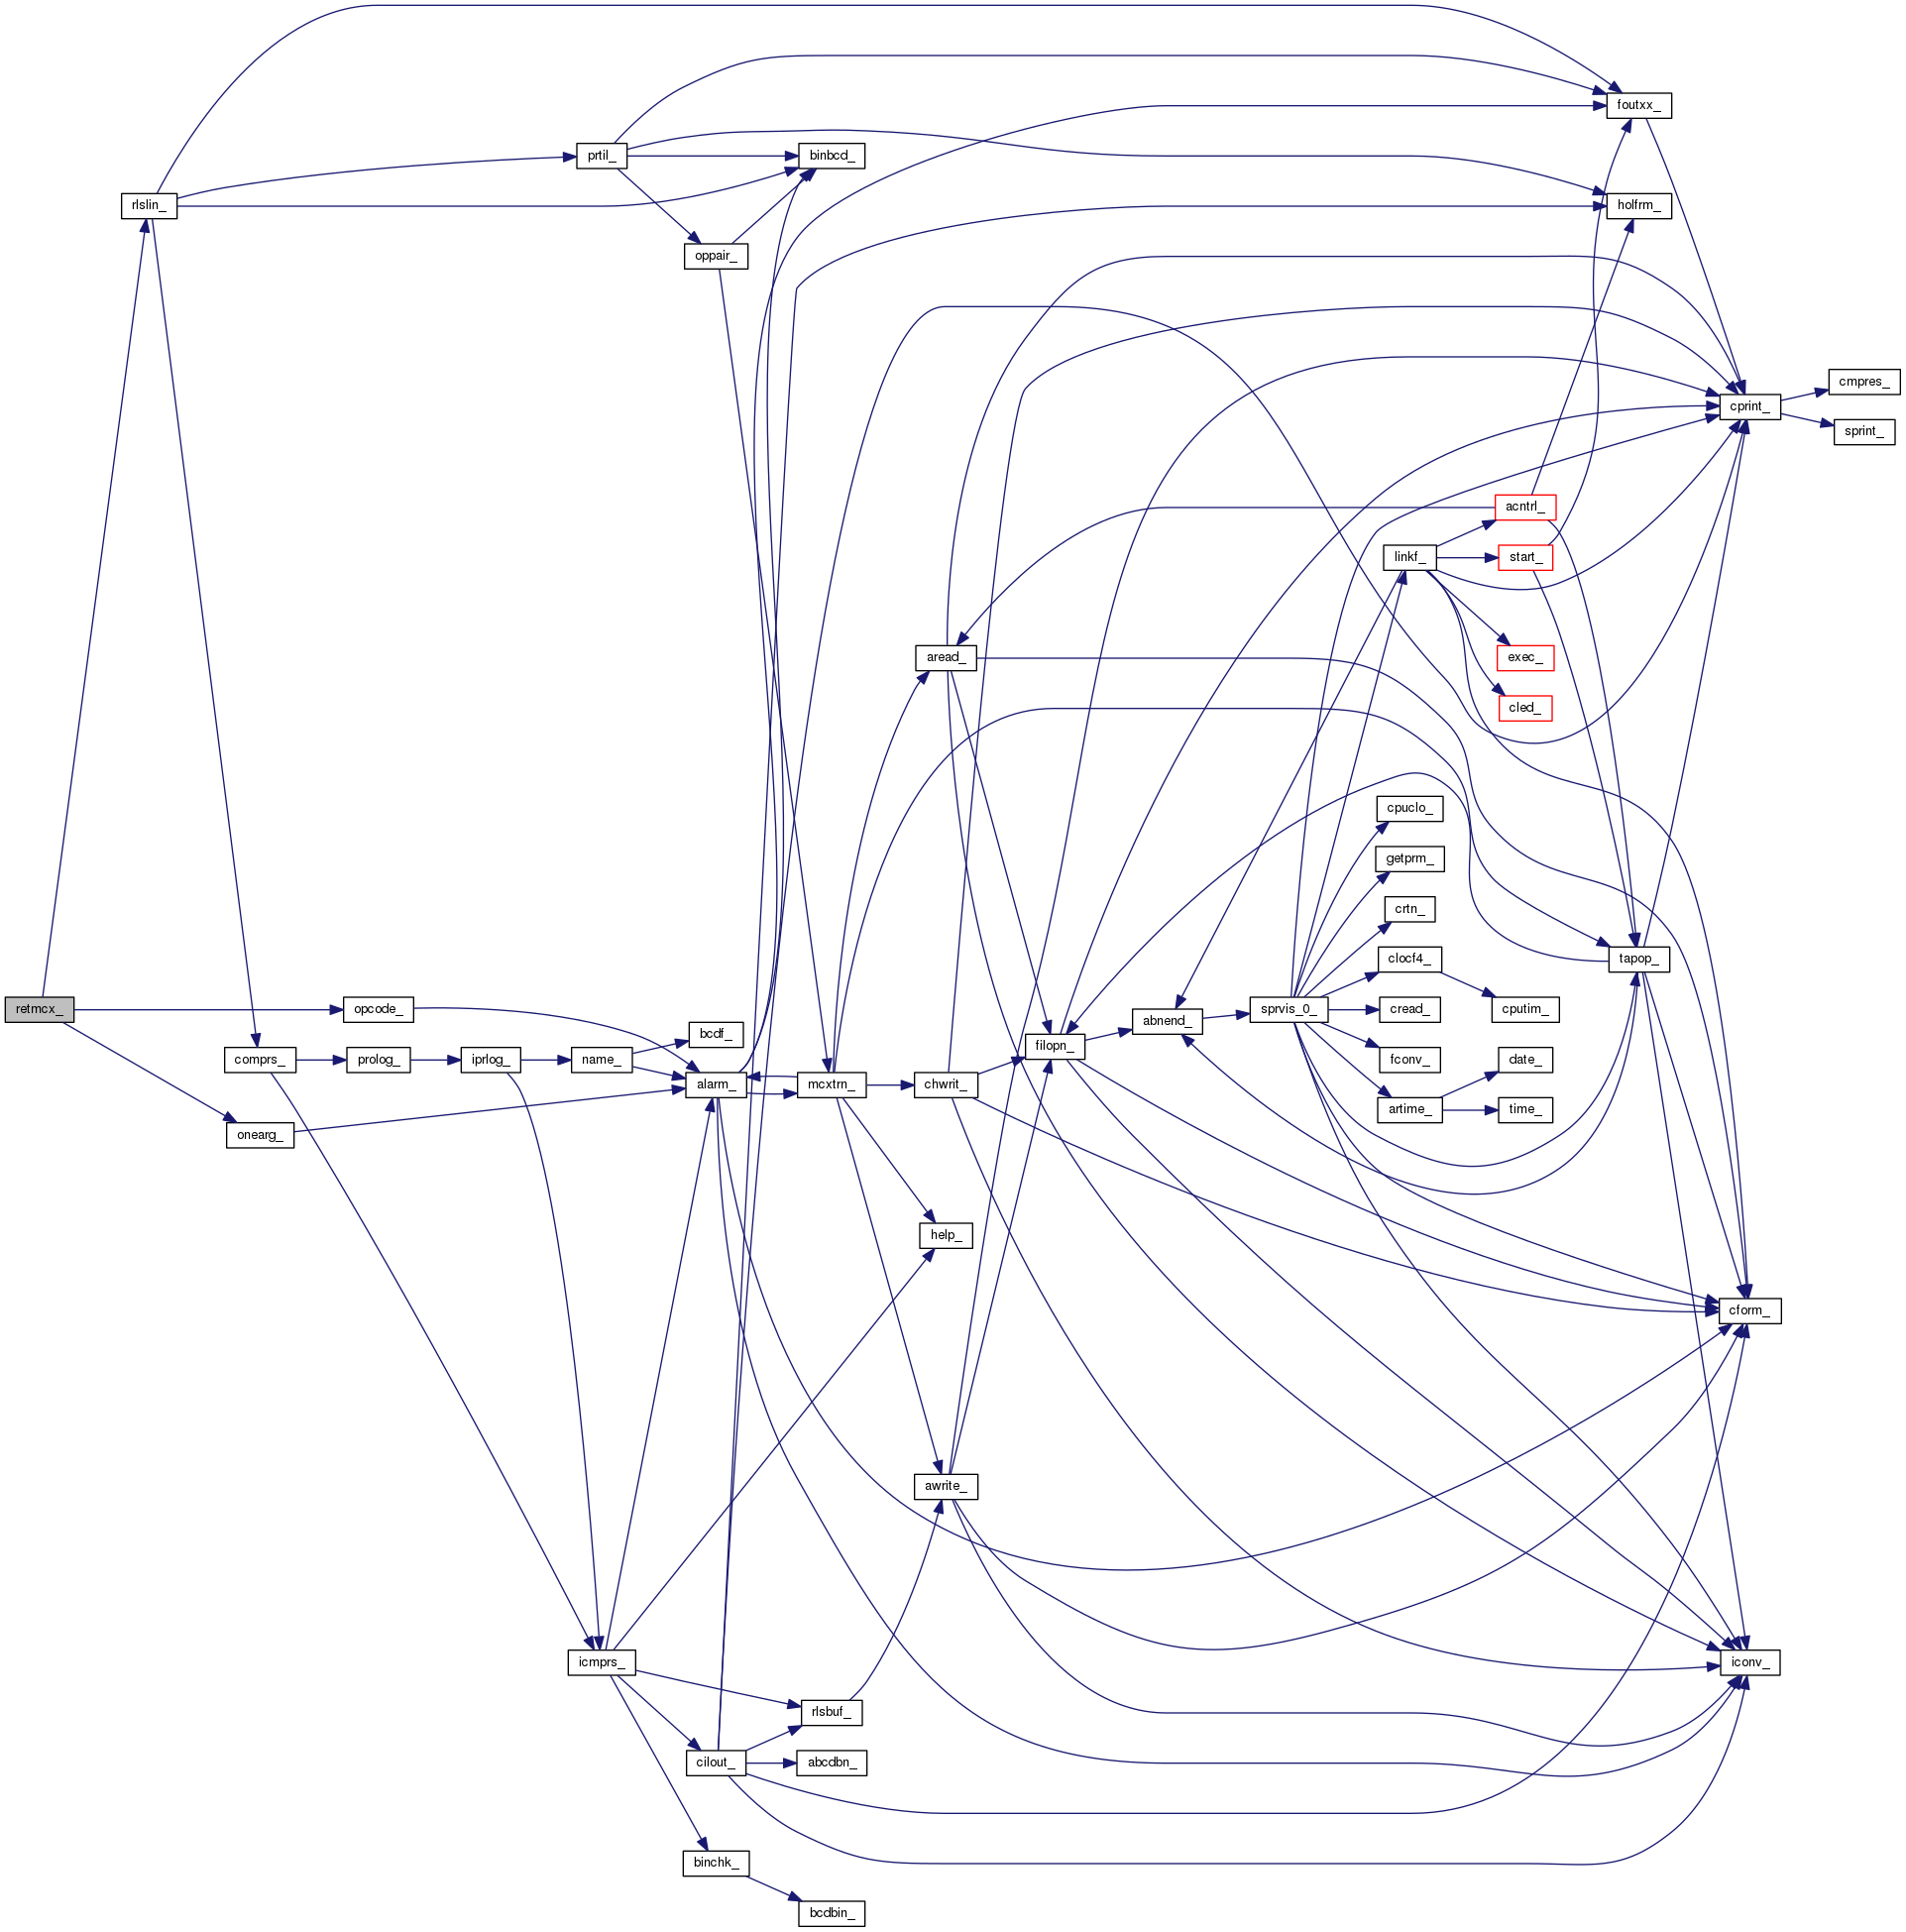 foutxx_
prtil_
binbcd_
rlslin_
holfrm_
oppair_
cmpres_
cprint_
sprint_
acntrl_
linkf_
start_
aread_
exec_
cled_
cpuclo_
getprm_
crtn_
clocf4_
tapop_
retmcx_
opcode_
abnend_
sprvis_0_
cread_
cputim_
bcdf_
comprs_
prolog_
iprlog_
name_
filopn_
fconv_
date_
alarm_
mcxtrn_
chwrit_
artime_
time_
onearg_
help_
cform_
awrite_
icmprs_
iconv_
rlsbuf_
cilout_
abcdbn_
binchk_
bcdbin_